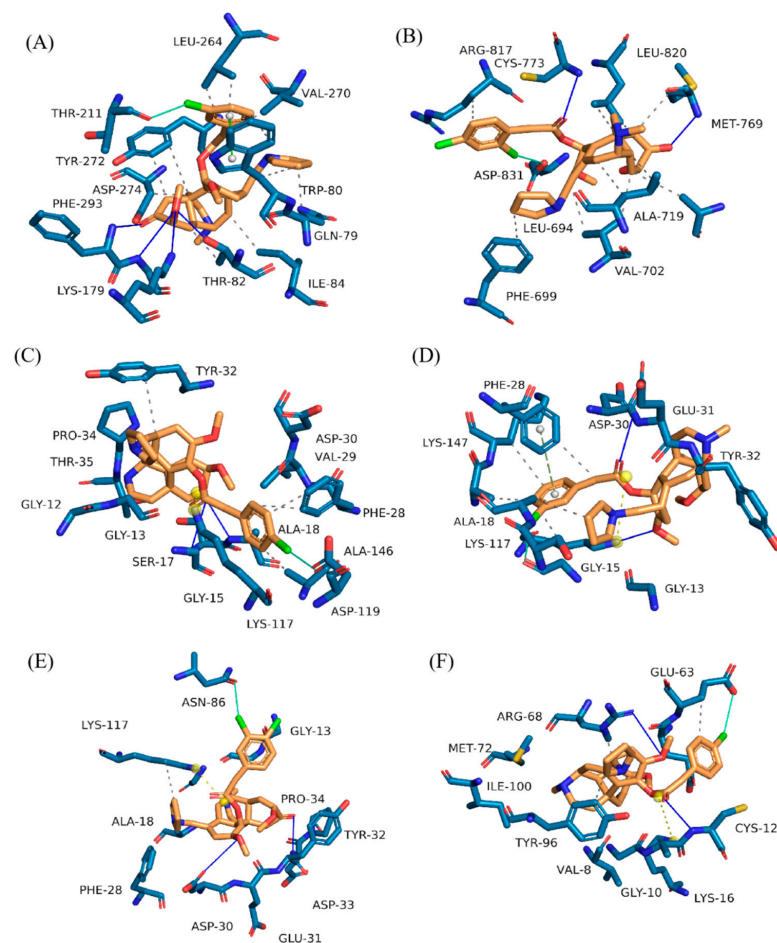 (A)
LEU-264
THR-211
VAL-270
TYR-272
ASP-274
TRP-80
PHE-293
GLN-79
LYS-179
THR-82
ILE-84
(B)
ARG-817
CYS-773
LEU-820
MET-769
ASP-831
LEU-694
ALA-719
VAL-702
PHE-699
(C)
TYR-32
PRO-34
THR-35
ASP-30
VAL-29
GLY-12
PHE-28
GLY-13
ALA-18
SER-17
ALA-146
GLY-15
ASP-119
LYS-117
(D)
PHE-28
ASP-30
GLU-31
LYS-147
TYR-32
ALA-18
LYS-117
GLY-15
GLY-13
(E)
ASN-86
GLY-13
LYS-117
PRO-34
ALA-18
TYR-32
PHE-28
ASP-33
ASP-30
GLU-31
(F)
GLU-63
ARG-68
MET-72
ILE-100
CYS-12
TYR-96
VAL-8
GLY-10
LYS-16